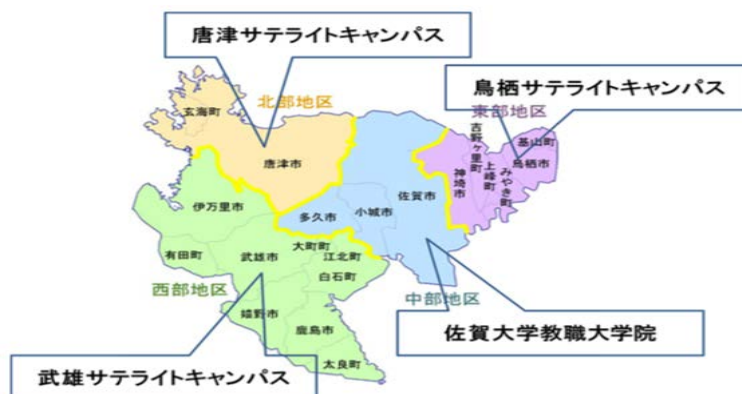 唐津サテライトキャンパス
鳥栖サテライトキャンパス
北部地区
東部地区
玄海町
唐津市
吉野ヶ里町
基山町
鳥栖市
上峰町
みやき町
神埼市
佐賀市
小城市
多久市
伊万里市
有田町
武雄市
大町町
江北町
白石町
西部地区
中部地区
嬉野市
鹿島市
太良町
佐賀大学教職大学院
武雄サテライトキャンパス